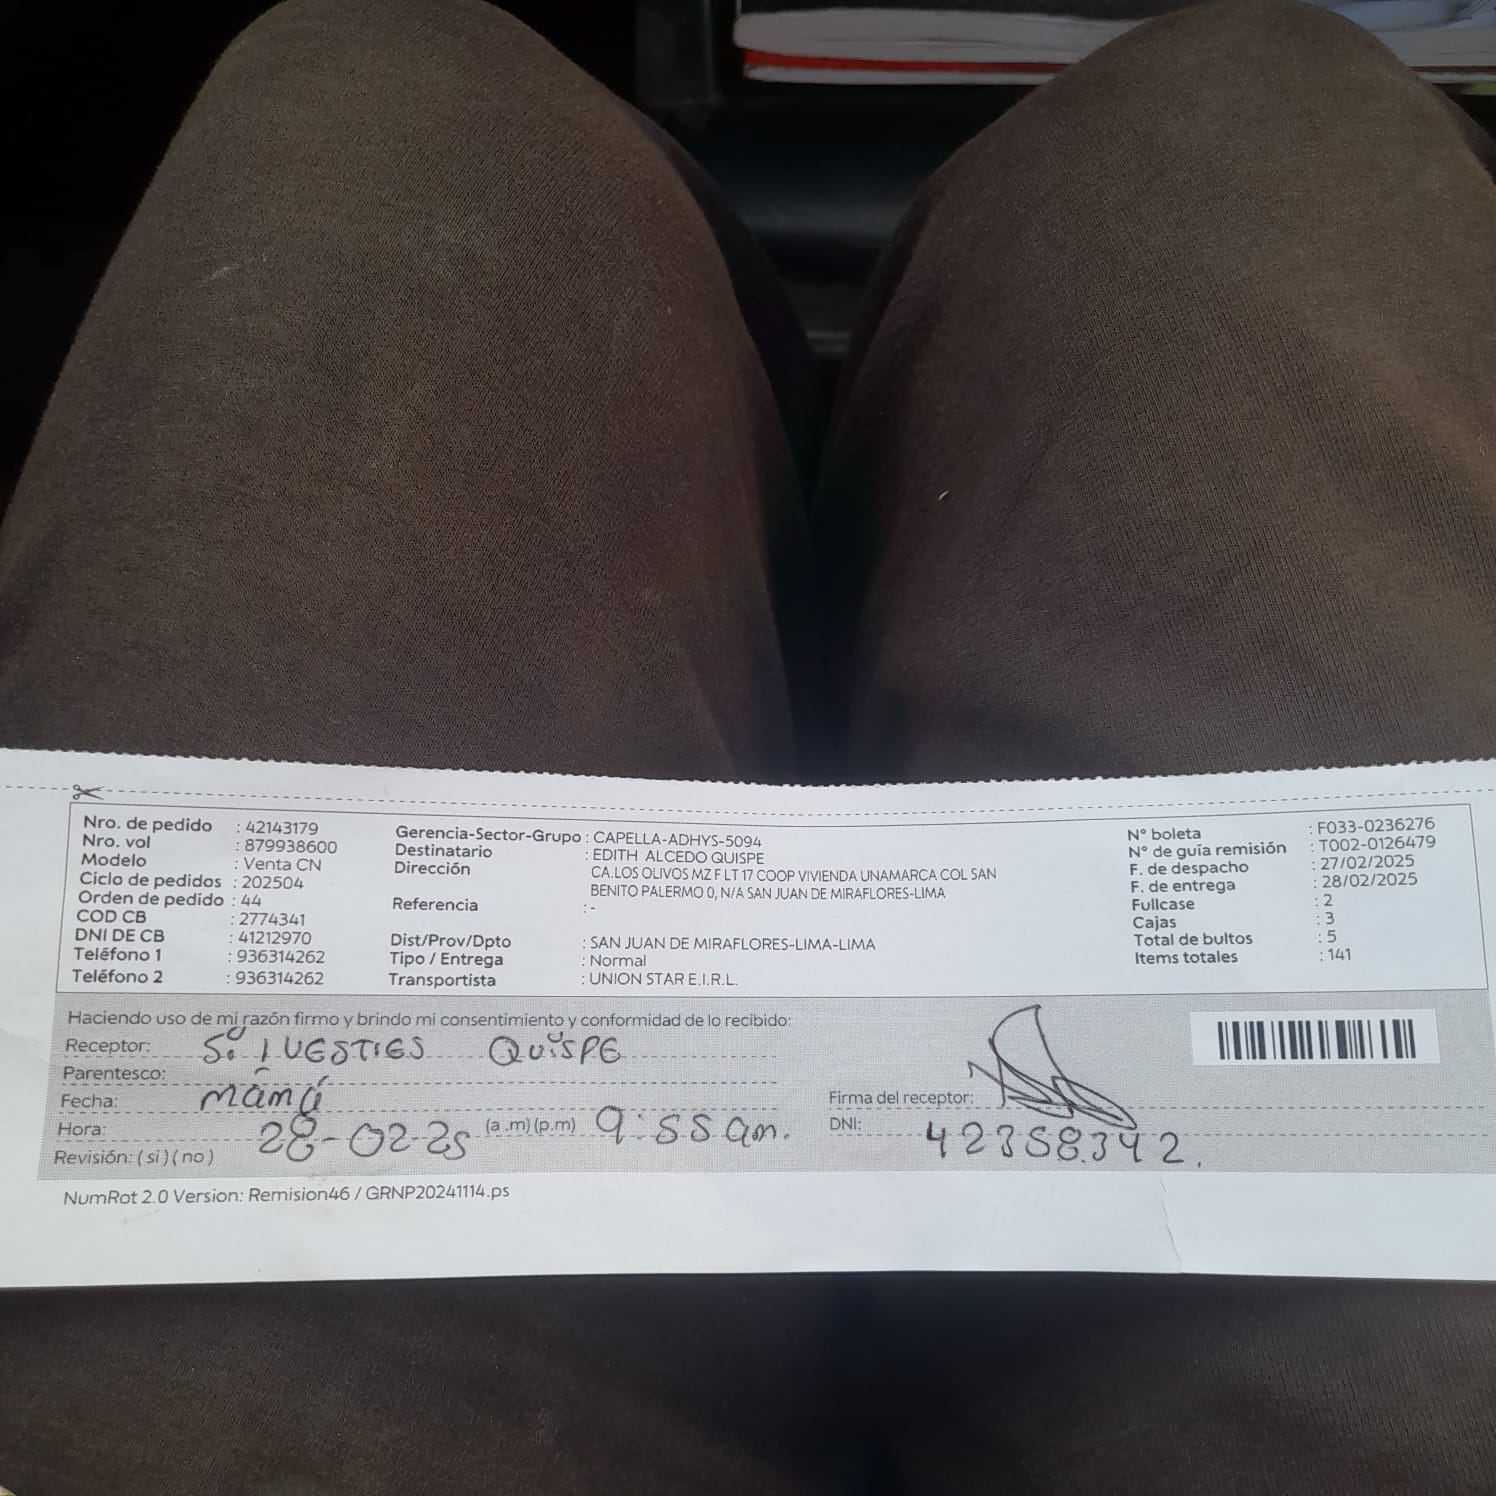 Nro. de pedido : 42143179
Nro. vol : 879938600
Modelo : Venta CN
Ciclo de pedidos : 202504
Orden de pedido : 44
COD CB : 2774341
DNI DE CB : 41212970
Teléfono 1 : 936314262
Teléfono 2 : 936314262
Gerencia-Sector-Grupo : CAPELLA-ADHYS-5094
Destinatario : EDITH ALCEDO QUISPE
Dirección CA.LOS OLIVOS MZ F LT 17 COOP VIVIENDA UNAMARCA COL SAN
BENITO PALERMO 0, N/A SAN JUAN DE MIRAFLORES-LIMA
Referencia : -
Dist/Prov/Dpto : SAN JUAN DE MIRAFLORES-LIMA-LIMA
Tipo / Entrega : Normal
Transportista : UNION STAR E.I.R.L.
N° boleta : F033-0236276
N° de guía remisión : T002-0126479
F. de despacho : 27/02/2025
F. de entrega : 28/02/2025
Fullcase : 2
Cajas : 3
Total de bultos : 5
Items totales : 141
Haciendo uso de mi razón firmo y brindo mi consentimiento y conformidad de lo recibido:
Receptor: QUISPE
Parentesco: mamá
Fecha: 28-02-25
Hora: (a .m) (p.m) 9:55 am.
Revisión: ( si ) ( no )
Firma del receptor:
DNI: 42358342.
NumRot 2.0 Version: Remision46 / GRNP20241114.ps